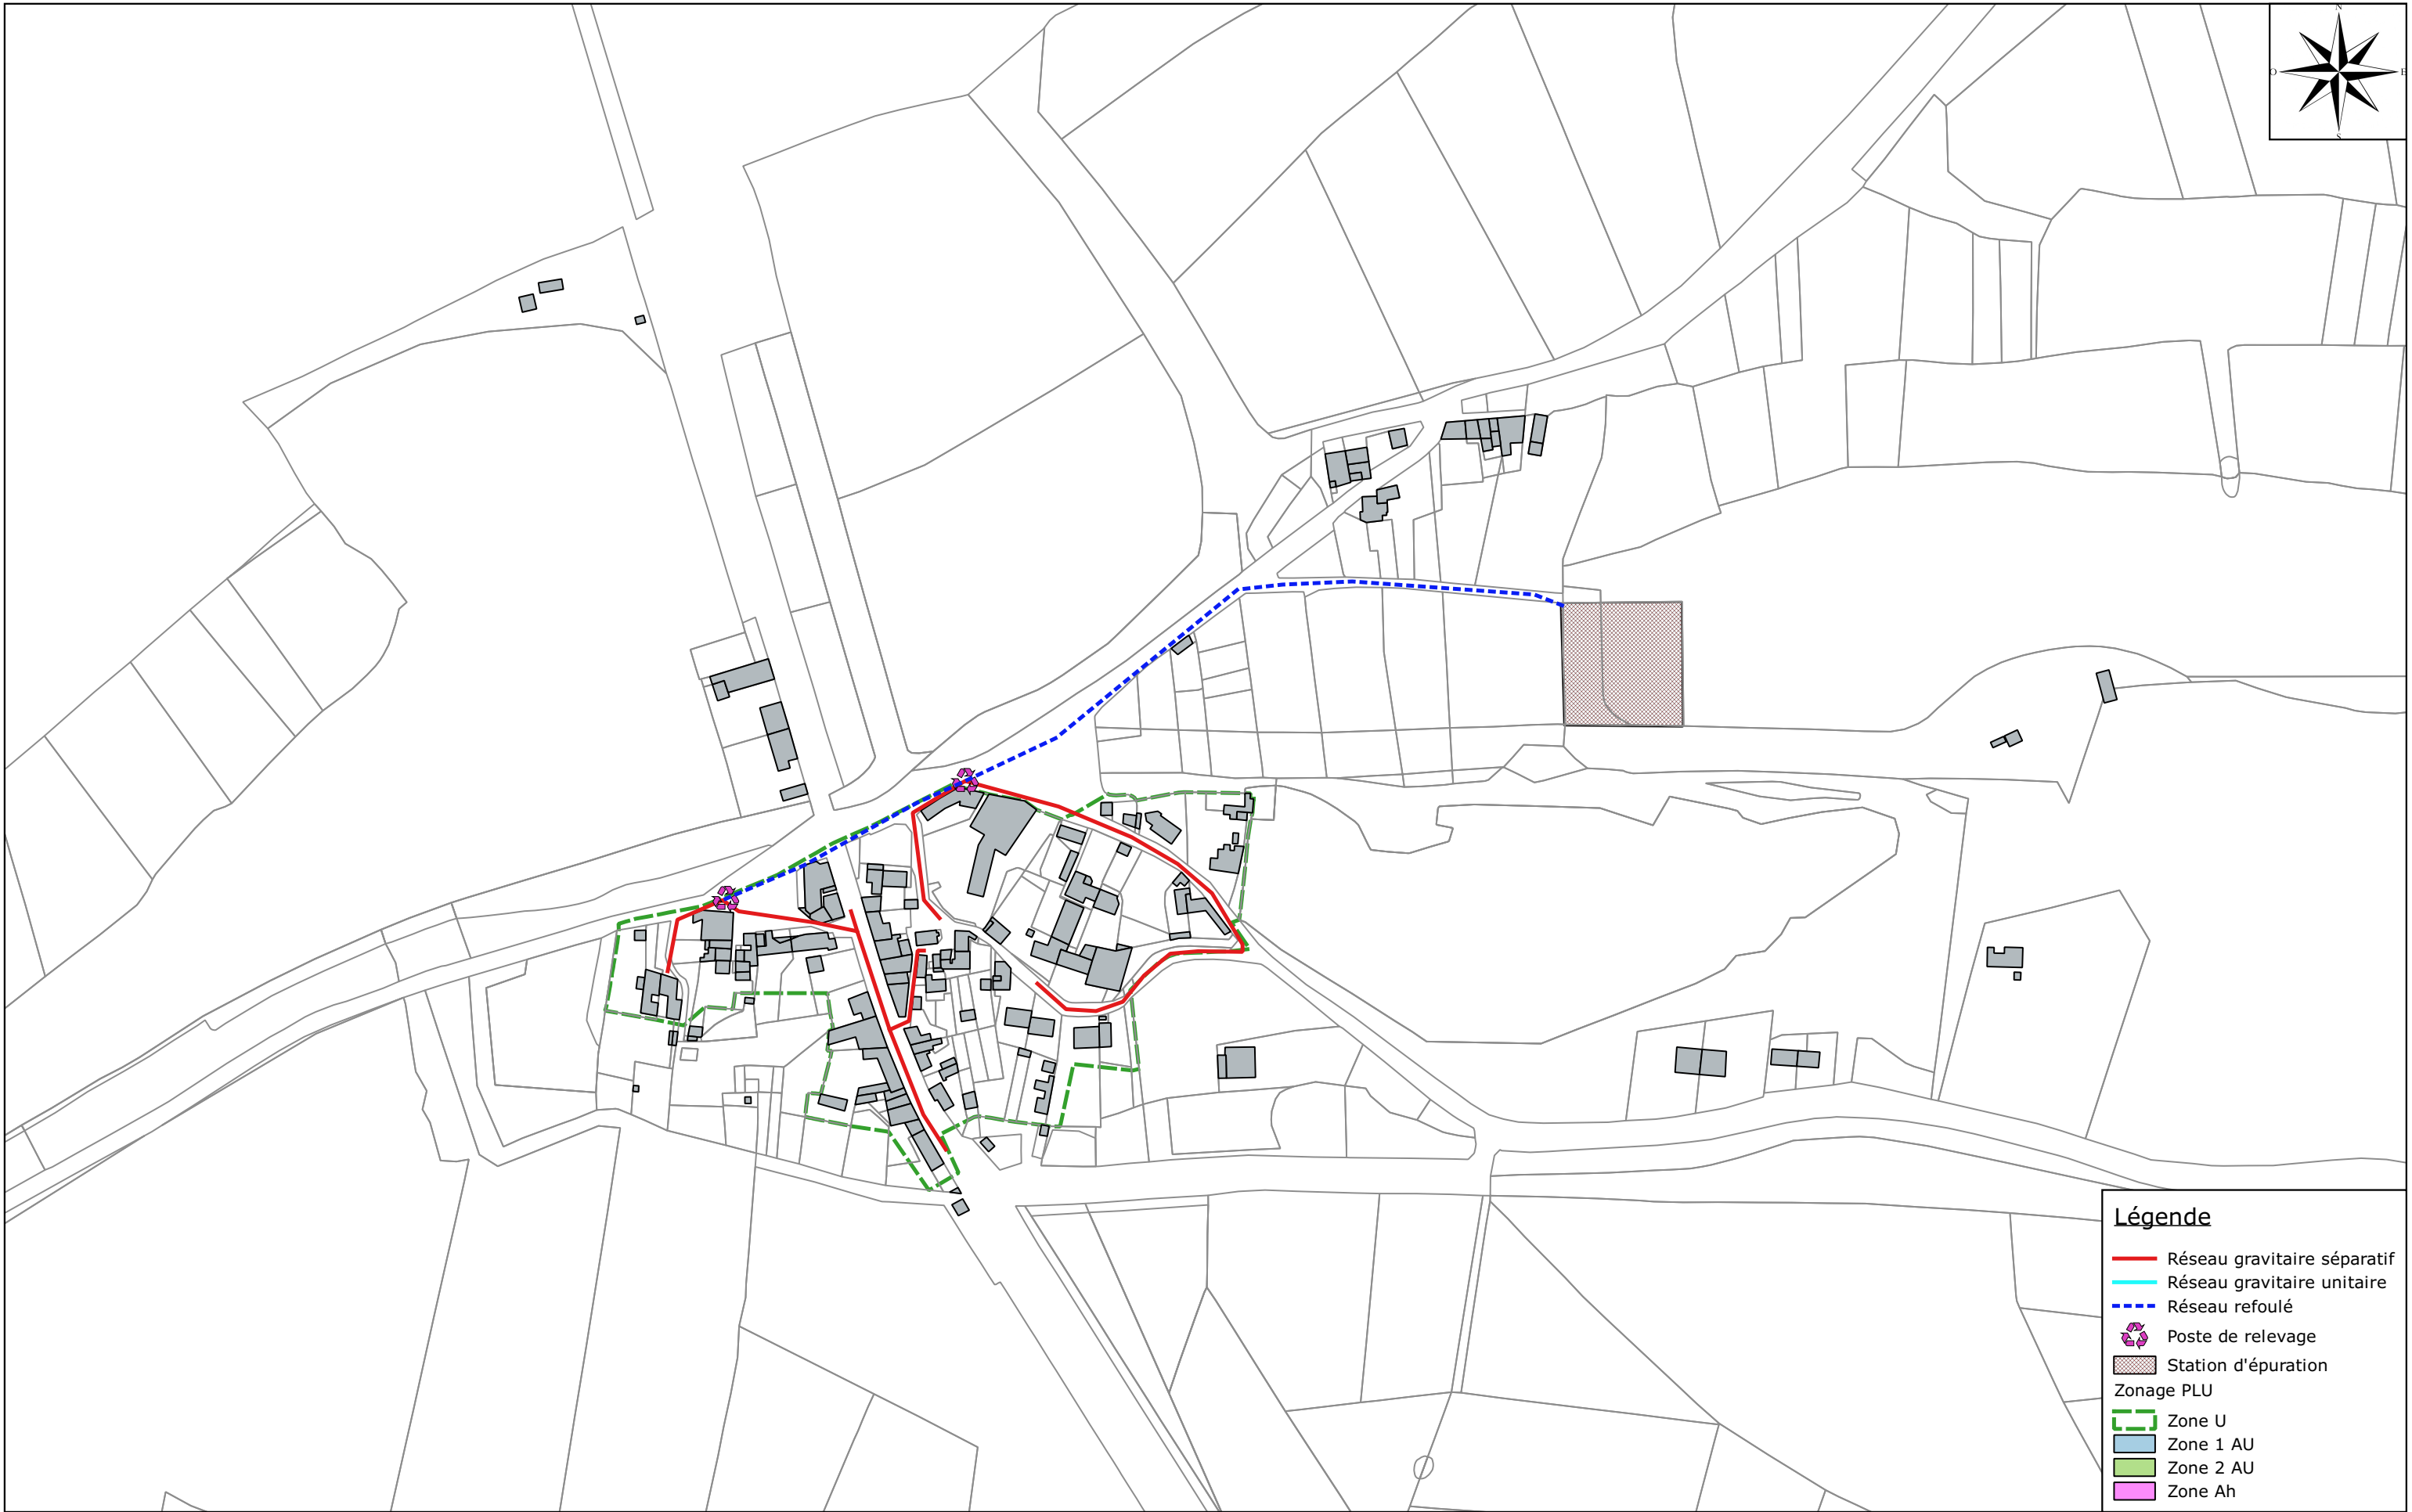 N
O
E
S
Légende
Réseau gravitaire séparatif
Réseau gravitaire unitaire
Réseau refoulé
Poste de relevage
Station d'épuration
Zonage PLU
Zone U
Zone 1 AU
Zone 2 AU
Zone Ah